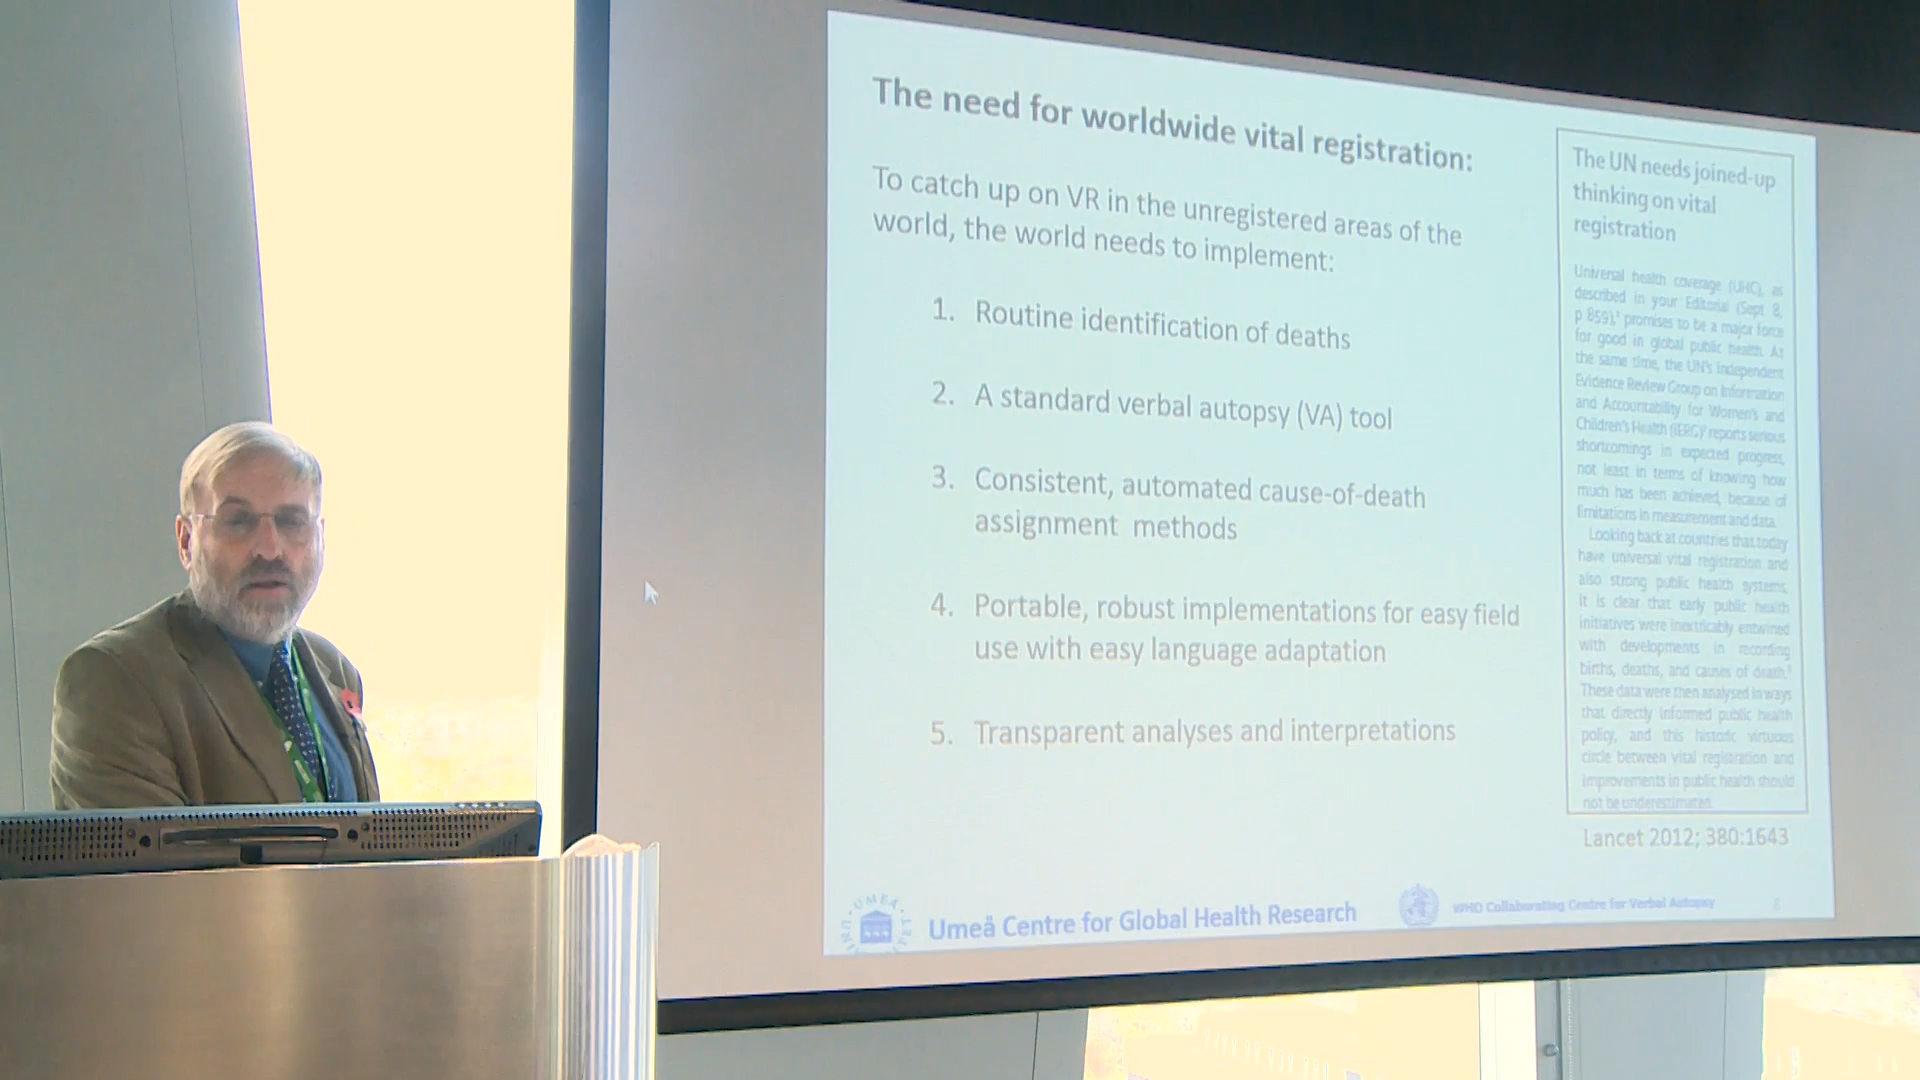 The need for worldwide vital registration:
To catch up on VR in the unregistered areas of the
world, the world needs to implement:
1. Routine identification of deaths
2. A standard verbal autopsy (VA) tool
3. Consistent, automated cause-of-death
assignment methods
4. Portable, robust implementations for easy field
use with easy language adaptation
5. Transparent analyses and interpretations
The UN needs joined-up
thinking on vital
registration
Universal health coverage (UHC), as
described in your Editorial (Sept 8,
p 859),¹ promises to be a major force
for good in global public health. At
the same time, the UN's independent
Evidence Review Group on Information
and Accountability for Women's and
Children's Health (iERG)² reports serious
shortcomings in expected progress,
not least in terms of knowing how
much has been achieved, because of
limitations in measurement and data.
Looking back at countries that today
have universal vital registration and
also strong public health systems,
it is clear that early public health
initiatives were inextricably entwined
with developments in recording
births, deaths, and causes of death.³
These data were then analysed in ways
that directly informed public health
policy, and this historic virtuous
circle between vital registration and
improvements in public health should
not be underestimated.
Lancet 2012; 380:1643
UMEÅ
Umeå Centre for Global Health Research
WHO Collaborating Centre for Verbal Autopsy
6